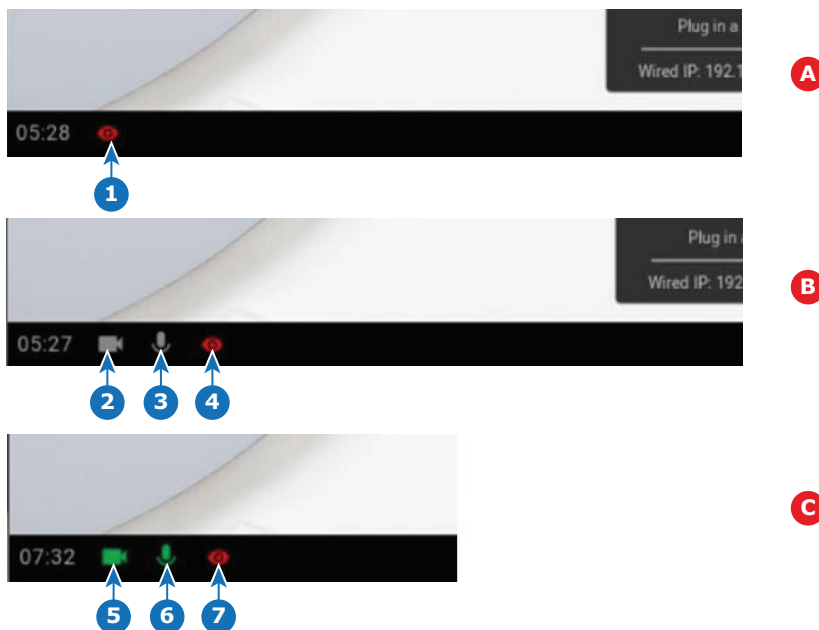 Plug in a
Wired IP: 192.1
A
05:28
1
Plug in
Wired IP: 192
B
05:27
2 3 4
C
07:32
5 6 7